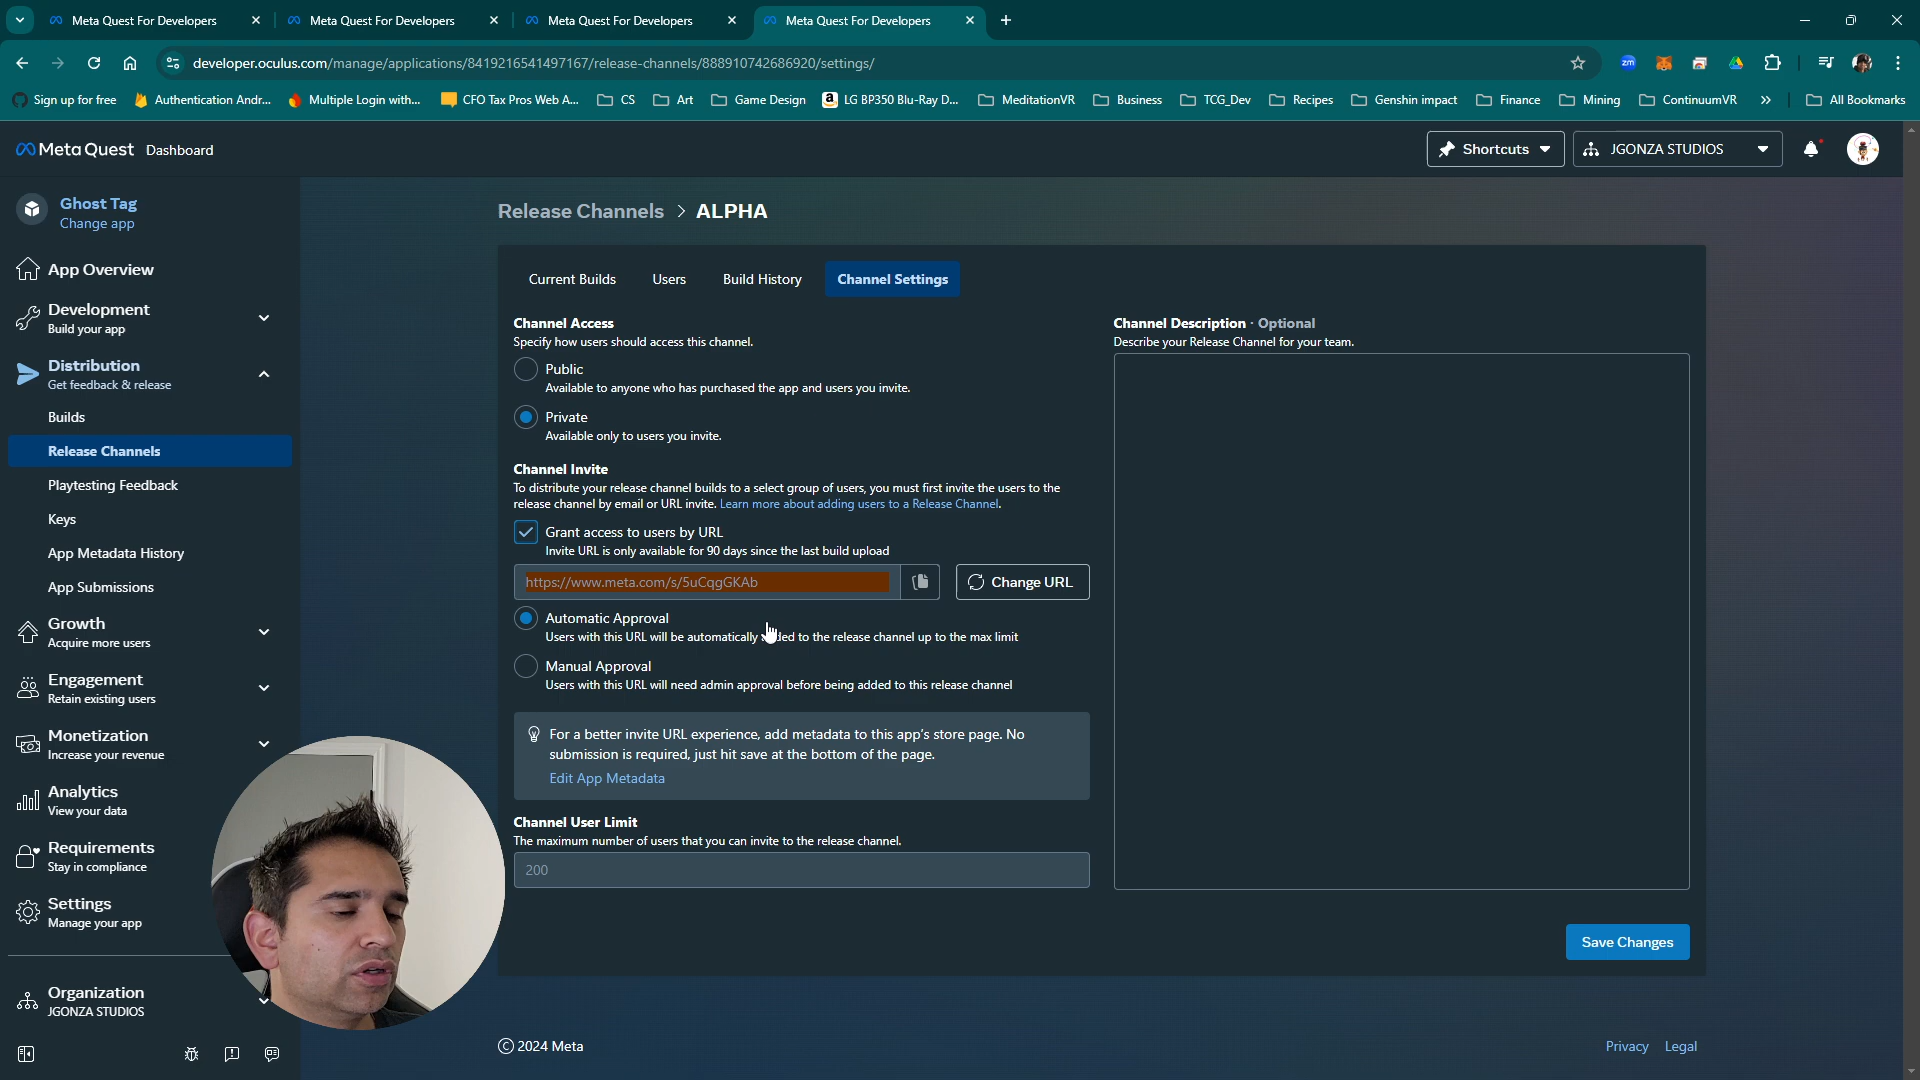 Meta Quest For Developers
Meta Quest For Developers
Meta Quest For Developers
Meta Quest For Developers
developer.oculus.com/manage/applications/8419216541497167/release-channels/888910742686920/settings/
zm
Sign up for free
Authentication Andr...
Multiple Login with...
CFO Tax Pros Web A...
CS
Art
Game Design
LG BP350 Blu-Ray D...
MeditationVR
Business
TCG_Dev
Recipes
Genshin impact
Finance
Mining
ContinuumVR
»
All Bookmarks
Meta Quest Dashboard
Shortcuts
JGONZA STUDIOS
Ghost Tag
Change app
App Overview
Development
Build your app
Distribution
Get feedback & release
Builds
Release Channels
Playtesting Feedback
Keys
App Metadata History
App Submissions
Growth
Acquire more users
Engagement
Retain existing users
Monetization
Increase your revenue
Analytics
View your data
Requirements
Stay in compliance
Settings
Manage your app
Organization
JGONZA STUDIOS
Release Channels > ALPHA
Current Builds
Users
Build History
Channel Settings
Channel Access
Specify how users should access this channel.
Public
Available to anyone who has purchased the app and users you invite.
Private
Available only to users you invite.
Channel Invite
To distribute your release channel builds to a select group of users, you must first invite the users to the
release channel by email or URL invite. Learn more about adding users to a Release Channel.
Grant access to users by URL
Invite URL is only available for 90 days since the last build upload
https://www.meta.com/s/5uCqgGKAb
Change URL
Automatic Approval
Users with this URL will be automatically to the release channel up to the max limit
Manual Approval
Users with this URL will need admin approval before being added to this release channel
For a better invite URL experience, add metadata to this app's store page. No
submission is required, just hit save at the bottom of the page.
Edit App Metadata
Channel User Limit
The maximum number of users that you can invite to the release channel.
200
Channel Description · Optional
Describe your Release Channel for your team.
Save Changes
© 2024 Meta
Privacy
Legal